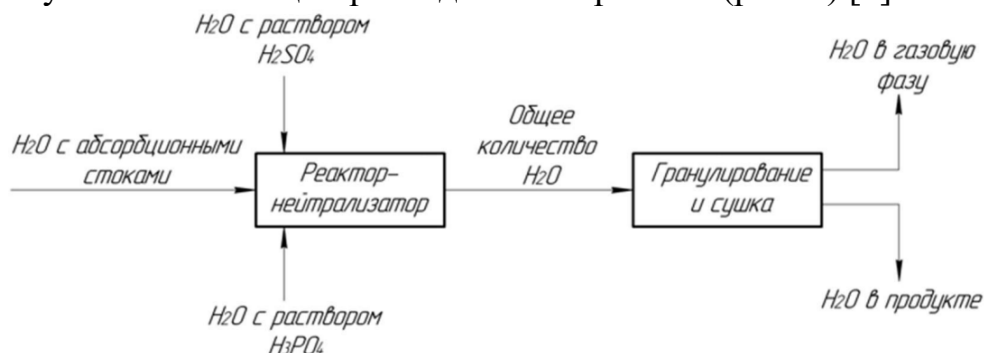 H2O с раствором
H2SO4
H2O в газовую
фазу
H2O с абсорбционными
стоками
Общее
количество
H2O
Реактор-
нейтрализатор
Гранулирование
и сушка
H2O в продукте
H2O с раствором
H3PO4